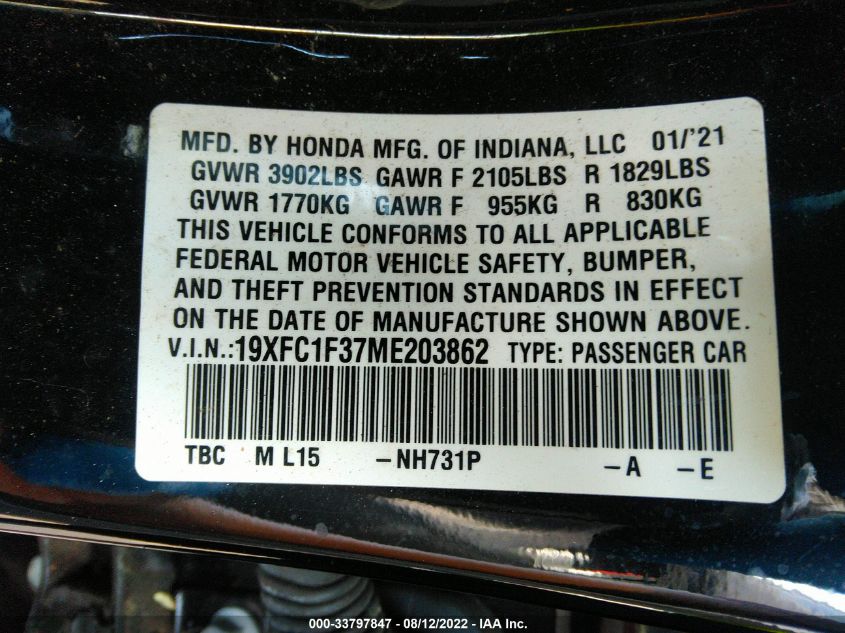 MFD. BY HONDA MFG. OF INDIANA, LLC 01/'21
GVWR 3902LBS GAWR F 2105LBS R 1829LBS
GVWR 1770KG GAWR F 955KG R 830KG
THIS VEHICLE CONFORMS TO ALL APPLICABLE
FEDERAL MOTOR VEHICLE SAFETY, BUMPER,
AND THEFT PREVENTION STANDARDS IN EFFECT
ON THE DATE OF MANUFACTURE SHOWN ABOVE.
V.I.N.:19XFC1F37ME203862 TYPE: PASSENGER CAR
TBC M L15 –NH731P –A –E
000-33797847 - 08/12/2022 - IAA Inc.